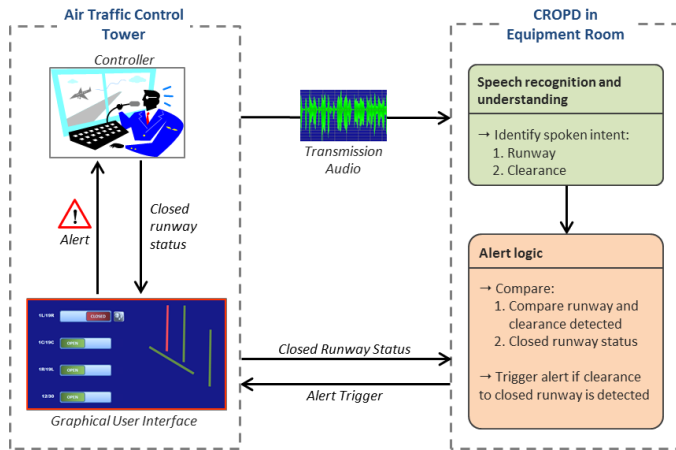 Air Traffic Control
Tower
Controller
Alert
Closed
runway
status
1L/19R
CLOSED
1C/19C
OPEN
1R/19L
OPEN
12/30
OPEN
Graphical User Interface
Transmission
Audio
Closed Runway Status
Alert Trigger
CROPD in
Equipment Room
Speech recognition and
understanding
→ Identify spoken intent:
1. Runway
2. Clearance
Alert logic
→ Compare:
1. Compare runway and
clearance detected
2. Closed runway status
→ Trigger alert if clearance
to closed runway is detected